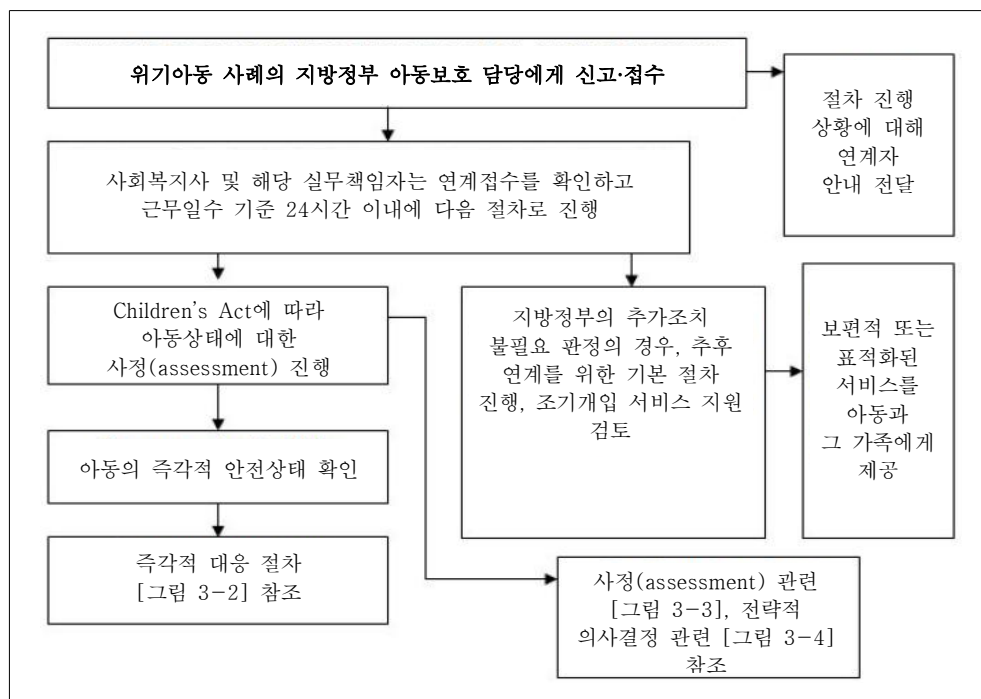 위기아동 사례의 지방정부 아동보호 담당에게 신고·접수
절차 진행
상황에 대해
연계자
안내 전달
사회복지사 및 해당 실무책임자는 연계접수를 확인하고
근무일수 기준 24시간 이내에 다음 절차로 진행
Children's Act에 따라
아동상태에 대한
사정(assessment) 진행
지방정부의 추가조치
불필요 판정의 경우, 추후
연계를 위한 기본 절차
진행, 조기개입 서비스 지원
검토
보편적 또는
표적화된
서비스를
아동과
그 가족에게
제공
아동의 즉각적 안전상태 확인
즉각적 대응 절차
[그림 3-2] 참조
사정(assessment) 관련
[그림 3-3], 전략적
의사결정 관련 [그림 3-4]
참조